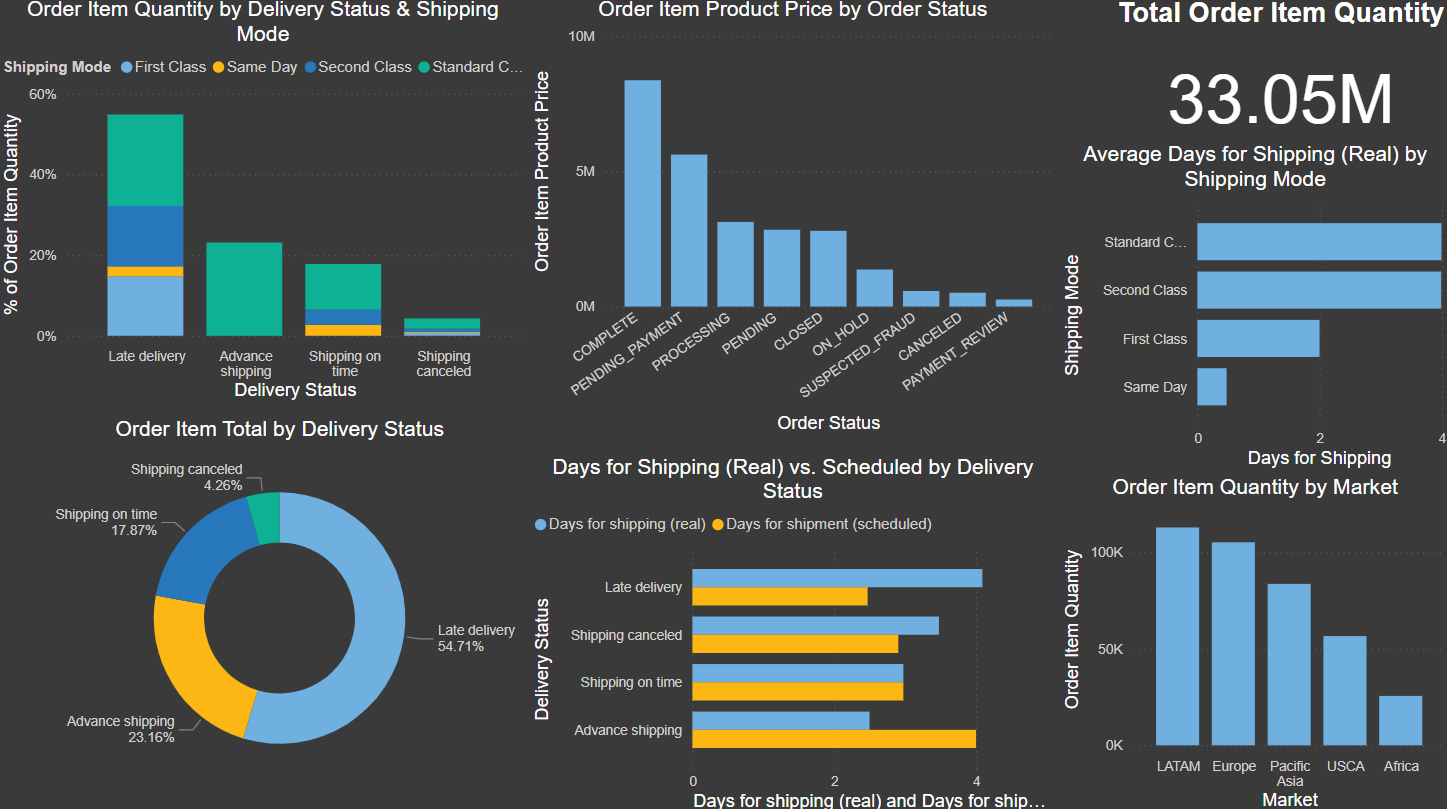 Order Item Quantity by Delivery Status & Shipping
Mode
Shipping Mode First Class Same Day Second Class Standard C...
60%
40%
20%
0%
% of Order Item Quantity
Late delivery
Advance
shipping
Shipping on
time
Shipping
canceled
Delivery Status
Order Item Product Price by Order Status
10M
5M
0M
Order Item Product Price
COMPLETE
PENDING_PAYMENT
PROCESSING
PENDING
CLOSED
ON_HOLD
SUSPECTED_FRAUD
CANCELED
PAYMENT_REVIEW
Order Status
Total Order Item Quantity
33.05M
Average Days for Shipping (Real) by
Shipping Mode
Shipping Mode
Standard C...
Second Class
First Class
Same Day
0 2 4
Days for Shipping
Order Item Total by Delivery Status
Shipping canceled
4.26%
Shipping on time
17.87%
Late delivery
54.71%
Advance shipping
23.16%
Days for Shipping (Real) vs. Scheduled by Delivery
Status
Days for shipping (real) Days for shipment (scheduled)
Delivery Status
Late delivery
Shipping canceled
Shipping on time
Advance shipping
0 2 4
Days for shipping (real) and Days for ship...
Order Item Quantity by Market
100K
50K
0K
Order Item Quantity
LATAM
Europe
Pacific
Asia
USCA
Africa
Market